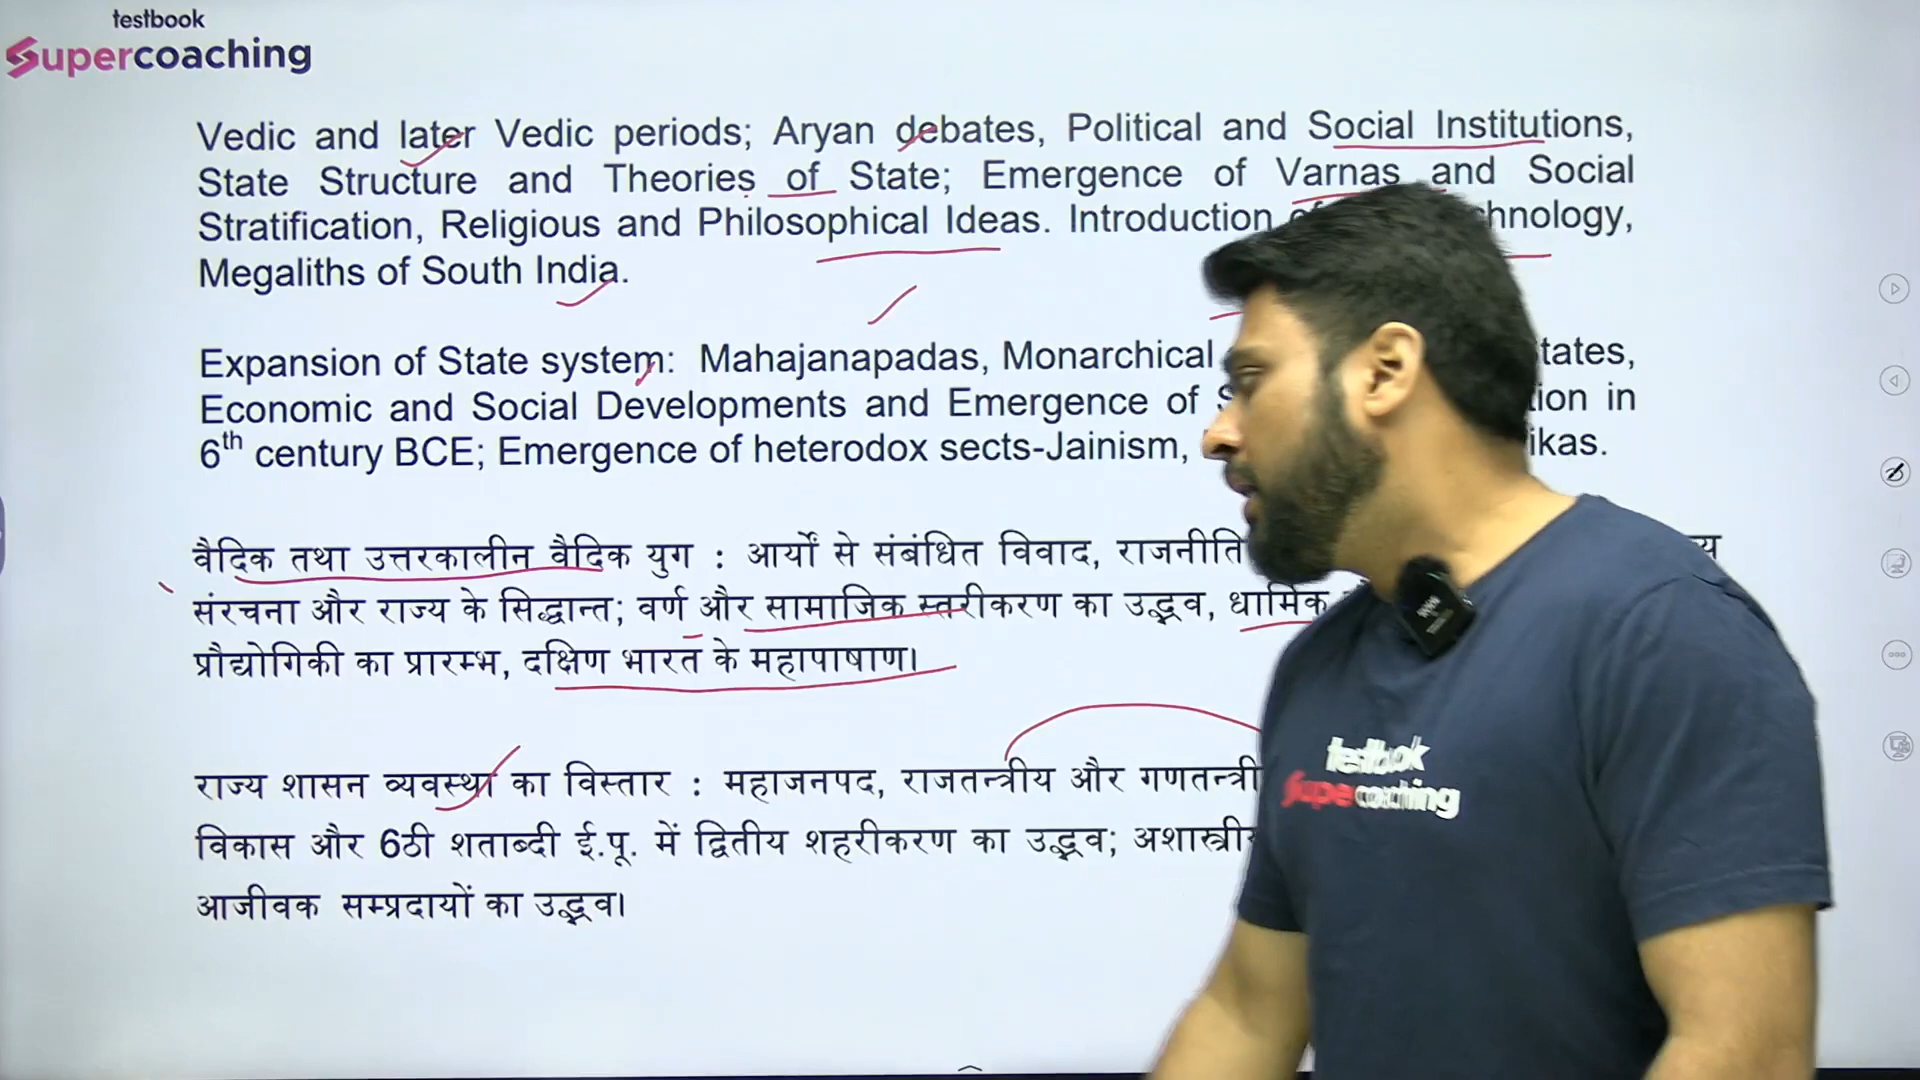 testbook
Supercoaching
Vedic and later Vedic periods; Aryan debates, Political and Social Institutions,
State Structure and Theories of State; Emergence of Varnas and Social
Stratification, Religious and Philosophical Ideas. Introduction hnology,
Megaliths of South India.
Expansion of State system: Mahajanapadas, Monarchical tates,
Economic and Social Developments and Emergence of S tion in
6th century BCE; Emergence of heterodox sects-Jainism, ikas.
वैदिक तथा उत्तरकालीन वैदिक युग : आर्यों से संबंधित विवाद, राजनीति य
संरचना और राज्य के सिद्धान्त; वर्ण और सामाजिक स्तरीकरण का उद्भव, धार्मिक
प्रौद्योगिकी का प्रारम्भ, दक्षिण भारत के महापाषाण।
राज्य शासन व्यवस्था का विस्तार : महाजनपद, राजतन्त्रीय और गणतन्त्री
विकास और 6ठी शताब्दी ई.पू. में द्वितीय शहरीकरण का उद्भव; अशास्त्रीय
आजीवक सम्प्रदायों का उद्भव।
testbook
Supercoaching